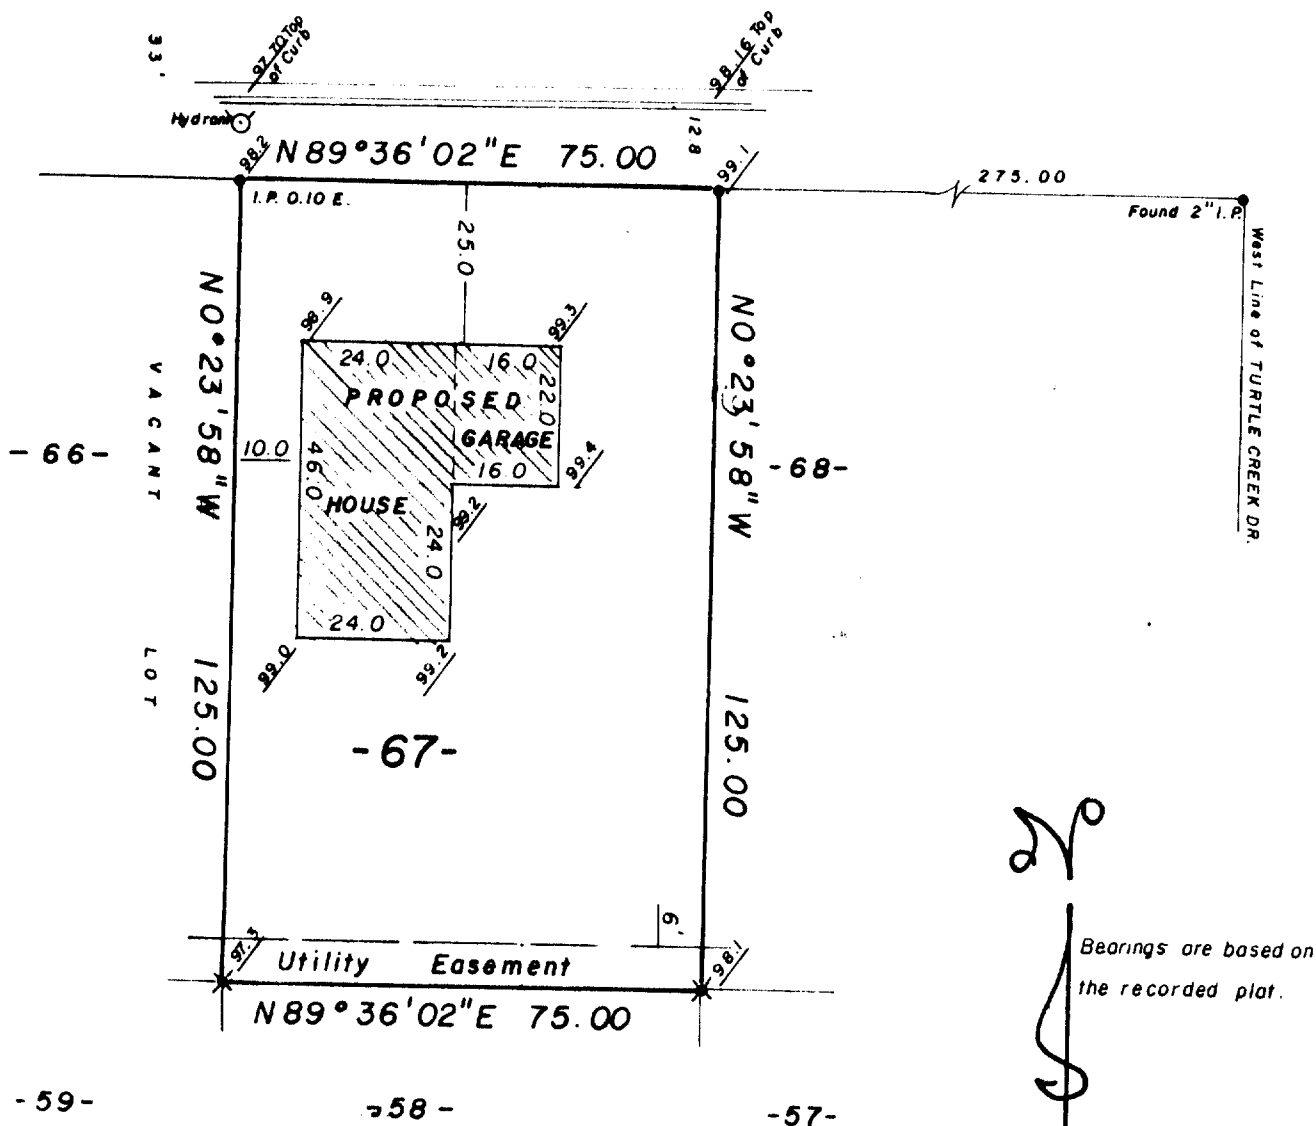 33'
97.70 Top
of Curb
98.16 Top
of Curb
Hydrant
12.8
98.2
N89°36'02"E 75.00
99.1
275.00
I.P. 0.10 E.
Found 2" I.P.
West Line of TURTLE CREEK DR.
25.0
N0°23'58"W 125.00
N0°23'58"W 125.00
VACANT LOT
98.9
99.3
24.0
16.0
22.0
PROPOSED
GARAGE
-66-
10.0
46.0
16.0
99.4
-68-
HOUSE
99.2
24.0
24.0
99.0
99.2
-67-
6'
97.3
Utility Easement
98.1
N89°36'02"E 75.00
Bearings are based on
the recorded plat.
-59-
-58-
-57-